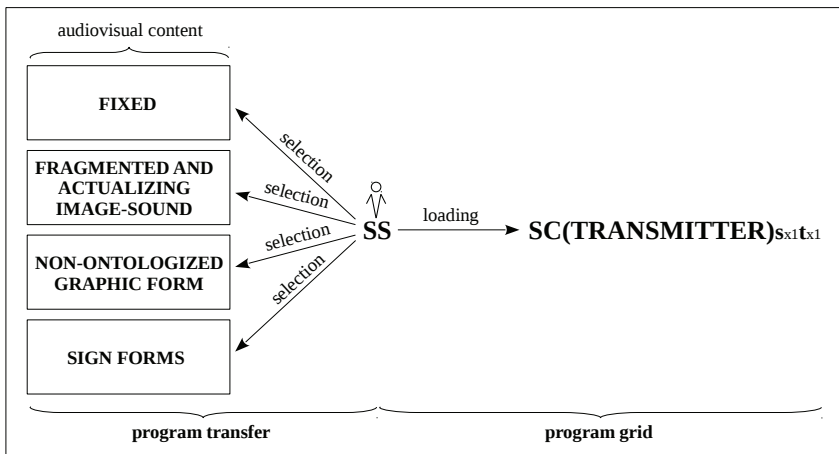 audiovisual content
FIXED
FRAGMENTED AND
ACTUALIZING
IMAGE-SOUND
NON-ONTOLOGIZED
GRAPHIC FORM
SIGN FORMS
selection
selection
selection
selection
SS
loading
SC(TRANSMITTER)sx1tx1
program transfer
program grid